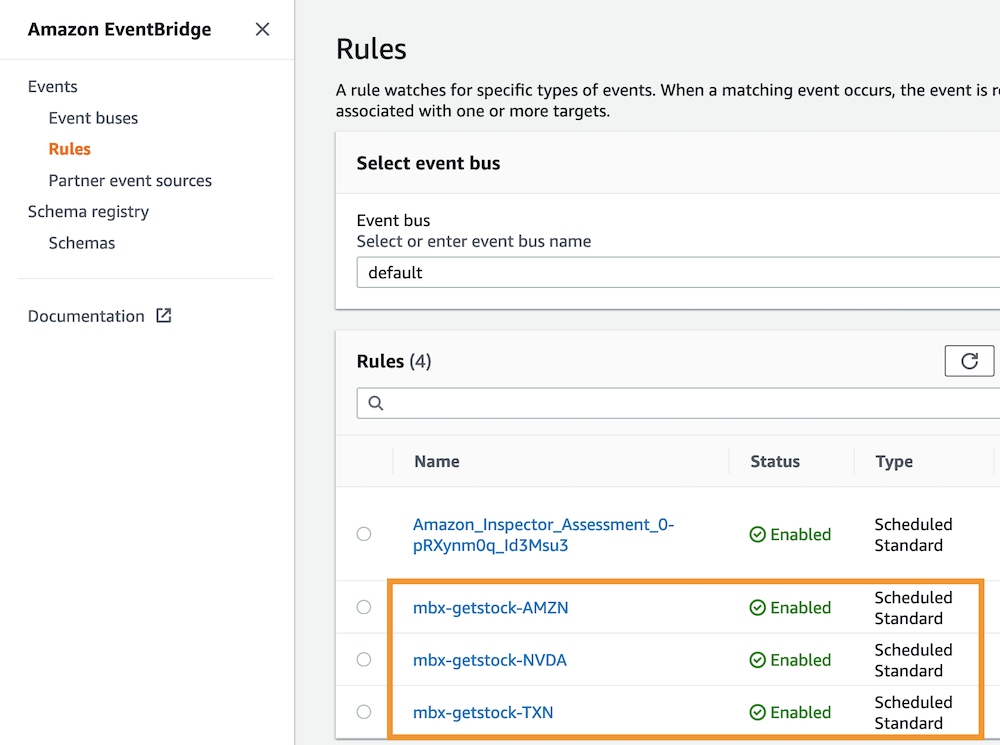 Amazon EventBridge
Events
Event buses
Rules
Partner event sources
Schema registry
Schemas
Documentation
Rules
A rule watches for specific types of events. When a matching event occurs, the event is
associated with one or more targets.
Select event bus
Event bus
Select or enter event bus name
default
Rules (4)
Name Status Type
Amazon_Inspector_Assessment_0-
pRXynm0q_Id3Msu3
Enabled
Scheduled
Standard
mbx-getstock-AMZN
Enabled
Scheduled
Standard
mbx-getstock-NVDA
Enabled
Scheduled
Standard
mbx-getstock-TXN
Enabled
Scheduled
Standard